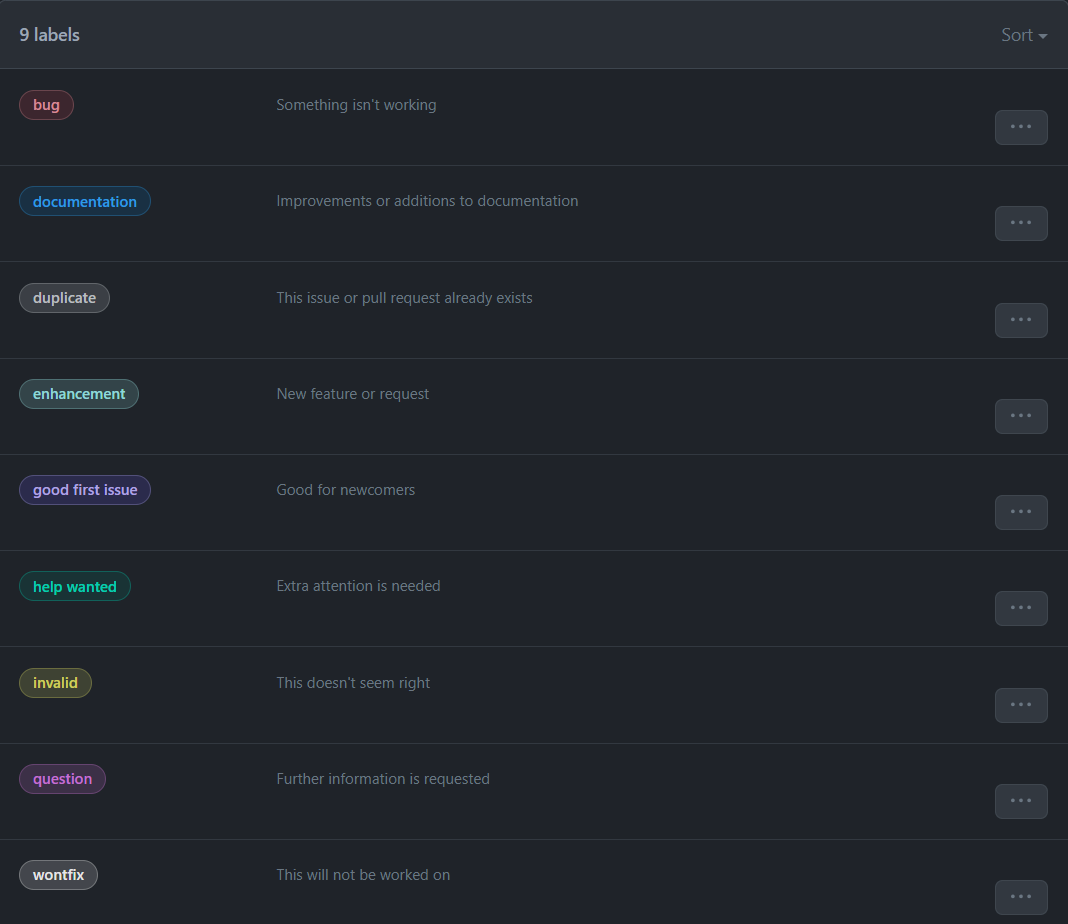 9 labels Sort
bug Something isn't working
documentation Improvements or additions to documentation
duplicate This issue or pull request already exists
enhancement New feature or request
good first issue Good for newcomers
help wanted Extra attention is needed
invalid This doesn't seem right
question Further information is requested
wontfix This will not be worked on